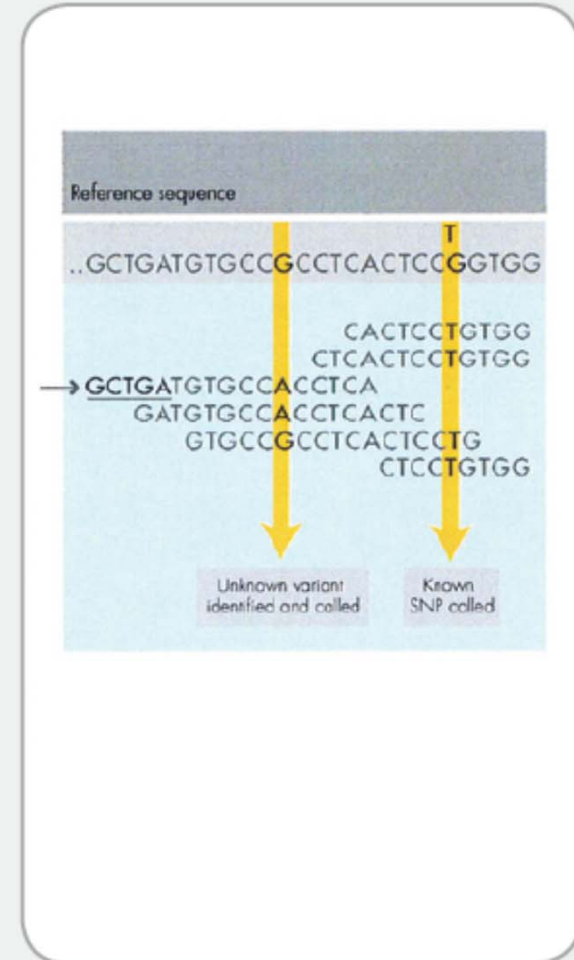 Reference sequence
T
..GCTGATGTGCCGCCTCACTCCGGTGG
CACTCCTGTGG
CTCACTCCTGTGG
→GCTGATGTGCCACCTCA
GATGTGCCACCTCACTC
GTGCCGCCTCACTCCTG
CTCCTGTGG
Unknown variant
identified and called
Known
SNP called